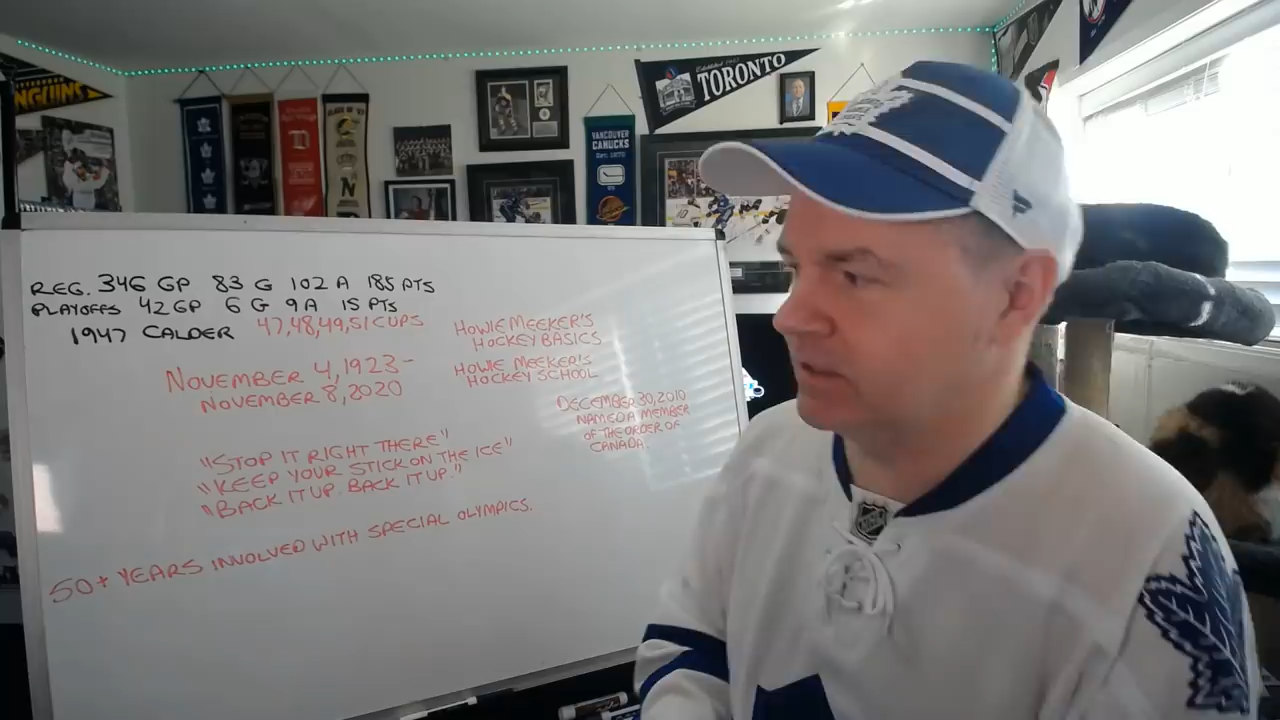 PENGUINS
TORONTO
VANCOUVER
CANUCKS
Est. 1970
REG. 346 GP 83 G 102 A 185 PTS
PLAYOFFS 42 GP 6 G 9 A 15 PTS
1947 CALDER 47,48,49,51 CUPS
HOWIE MEEKER'S
HOCKEY BASICS
HOWIE MEEKER'S
HOCKEY SCHOOL
NOVEMBER 4,1923-
NOVEMBER 8,2020
DECEMBER 30,2010
NAMED A MEMBER
OF THE ORDER OF
CANADA
"STOP IT RIGHT THERE"
"KEEP YOUR STICK ON THE ICE"
"BACK IT UP. BACK IT UP."
50+ YEARS INVOLVED WITH SPECIAL OLYMPICS.